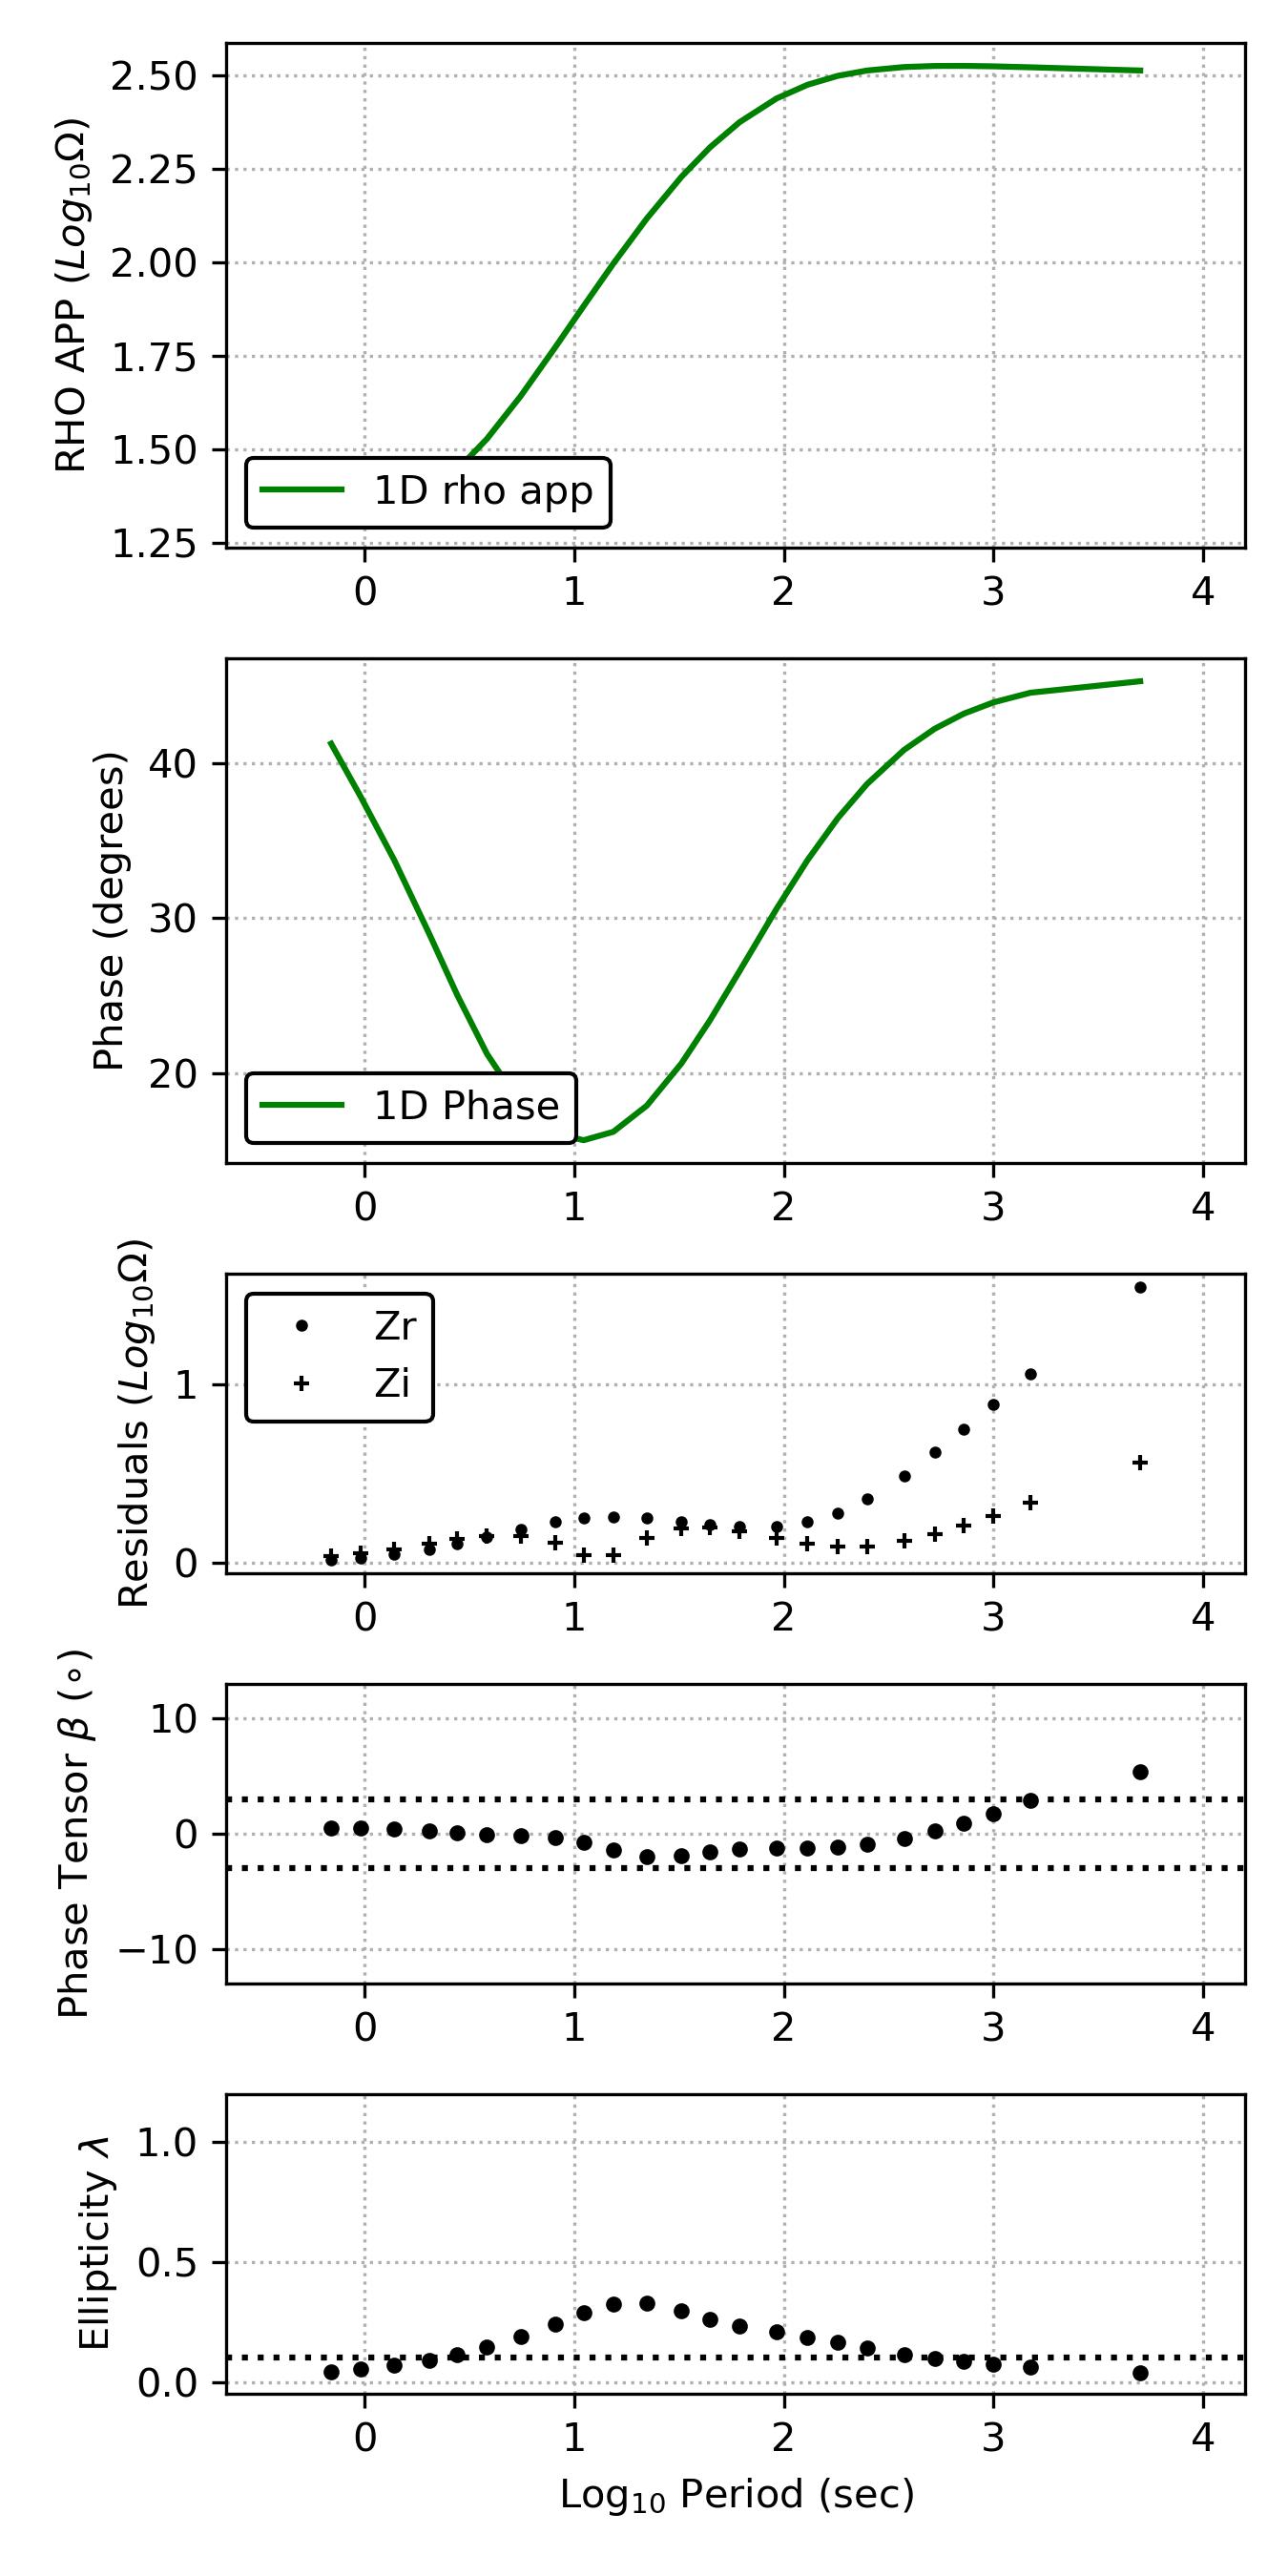 RHO APP (Log₁₀Ω)
2.50
2.25
2.00
1.75
1.50
1.25
1D rho app
0 1 2 3 4
Phase (degrees)
40
30
20
1D Phase
0 1 2 3 4
Residuals (Log₁₀Ω)
1
0
Zr
Zi
0 1 2 3 4
Phase Tensor β (∘)
10
0
−10
0 1 2 3 4
Ellipticity λ
1.0
0.5
0.0
0 1 2 3 4
Log₁₀ Period (sec)